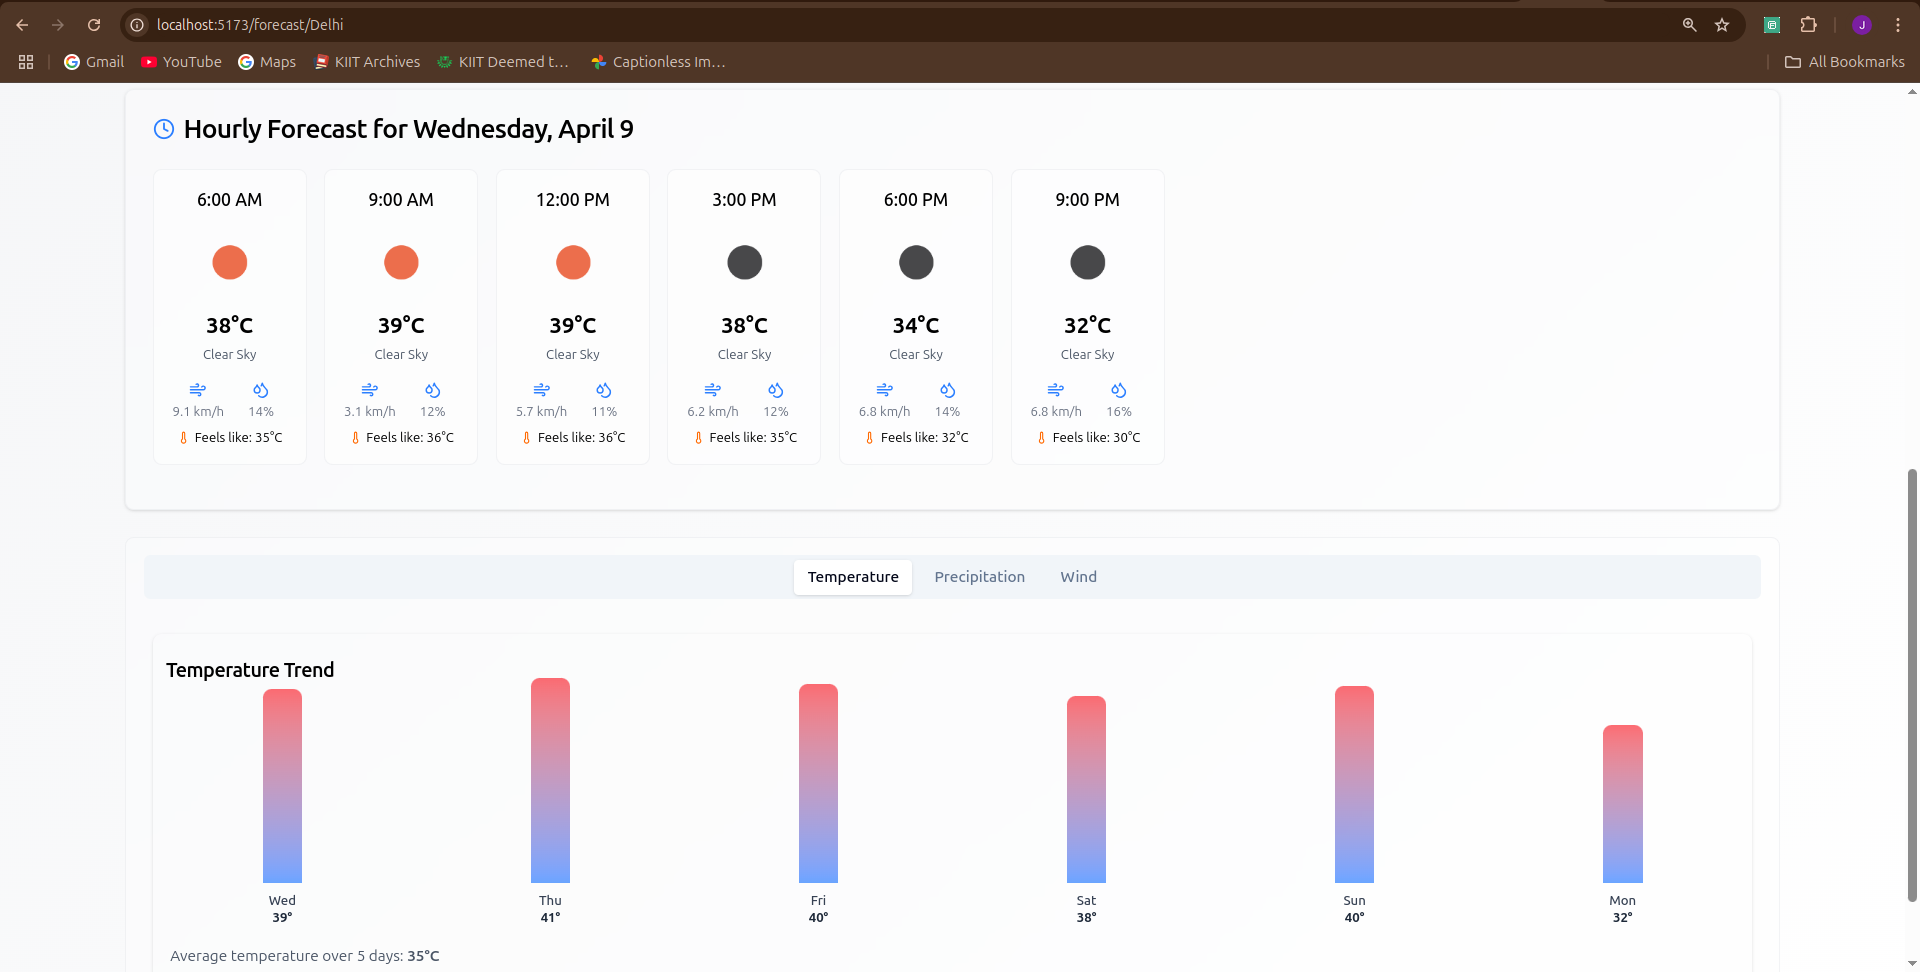 localhost:5173/forecast/Delhi
J
Gmail YouTube Maps KIIT Archives KIIT Deemed t... Captionless Im... All Bookmarks
Hourly Forecast for Wednesday, April 9
6:00 AM 9:00 AM 12:00 PM 3:00 PM 6:00 PM 9:00 PM
38°C 39°C 39°C 38°C 34°C 32°C
Clear Sky Clear Sky Clear Sky Clear Sky Clear Sky Clear Sky
9.1 km/h 14% 3.1 km/h 12% 5.7 km/h 11% 6.2 km/h 12% 6.8 km/h 14% 6.8 km/h 16%
Feels like: 35°C Feels like: 36°C Feels like: 36°C Feels like: 35°C Feels like: 32°C Feels like: 30°C
Temperature Precipitation Wind
Temperature Trend
Wed Thu Fri Sat Sun Mon
39° 41° 40° 38° 40° 32°
Average temperature over 5 days: 35°C